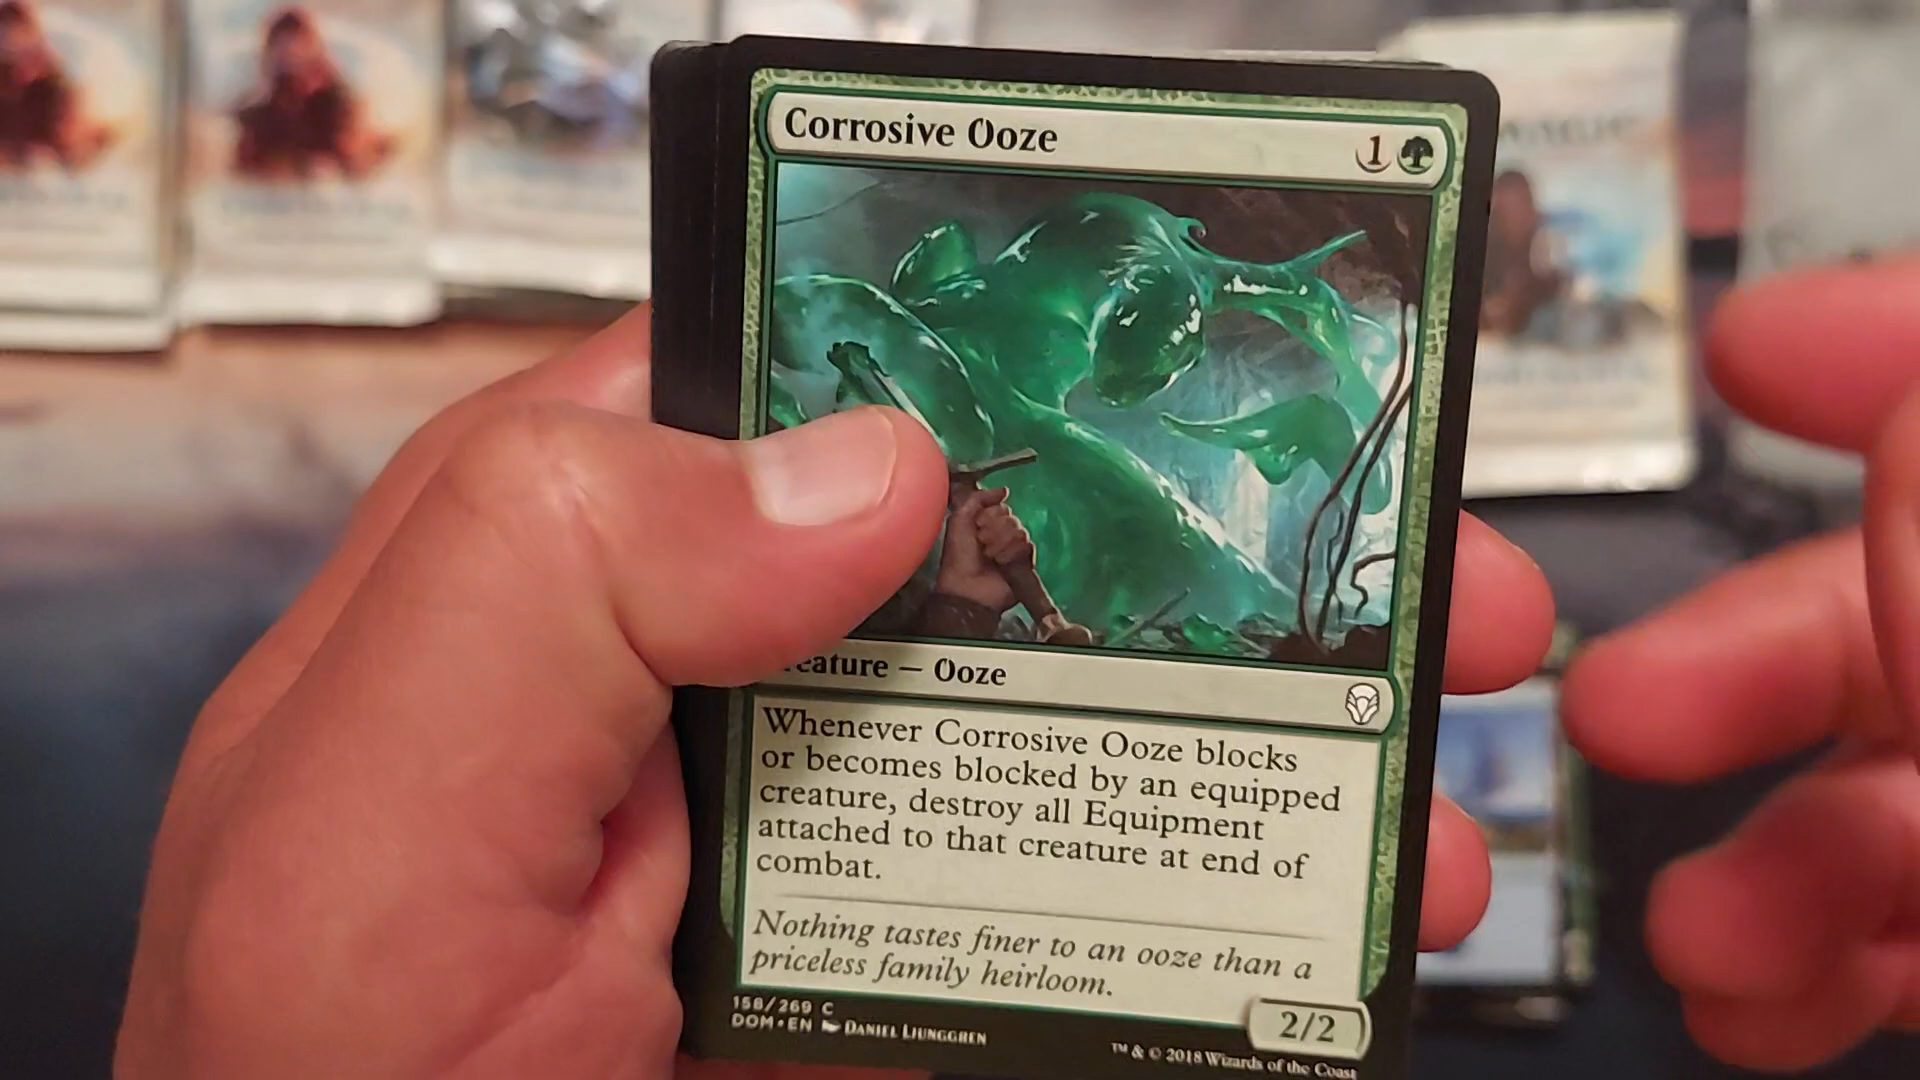 Corrosive Ooze
1
reature — Ooze
Whenever Corrosive Ooze blocks
or becomes blocked by an equipped
creature, destroy all Equipment
attached to that creature at end of
combat.
Nothing tastes finer to an ooze than a
priceless family heirloom.
2/2
158/269 C
DOM • EN Daniel Ljunggren
™ & © 2018 Wizards of the Coast